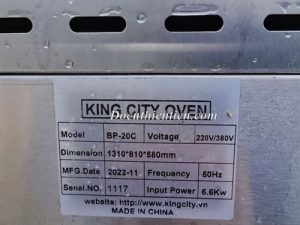 KING CITY OVEN
Model BP-20C Voltage 220V/380V
Dimension 1310*810*580mm
MFG.Date 2022-11 Frequency 50Hz
Serial.NO. 1117 Input Power 6.6Kw
website: http://www.kingcity.vn
MADE IN CHINA